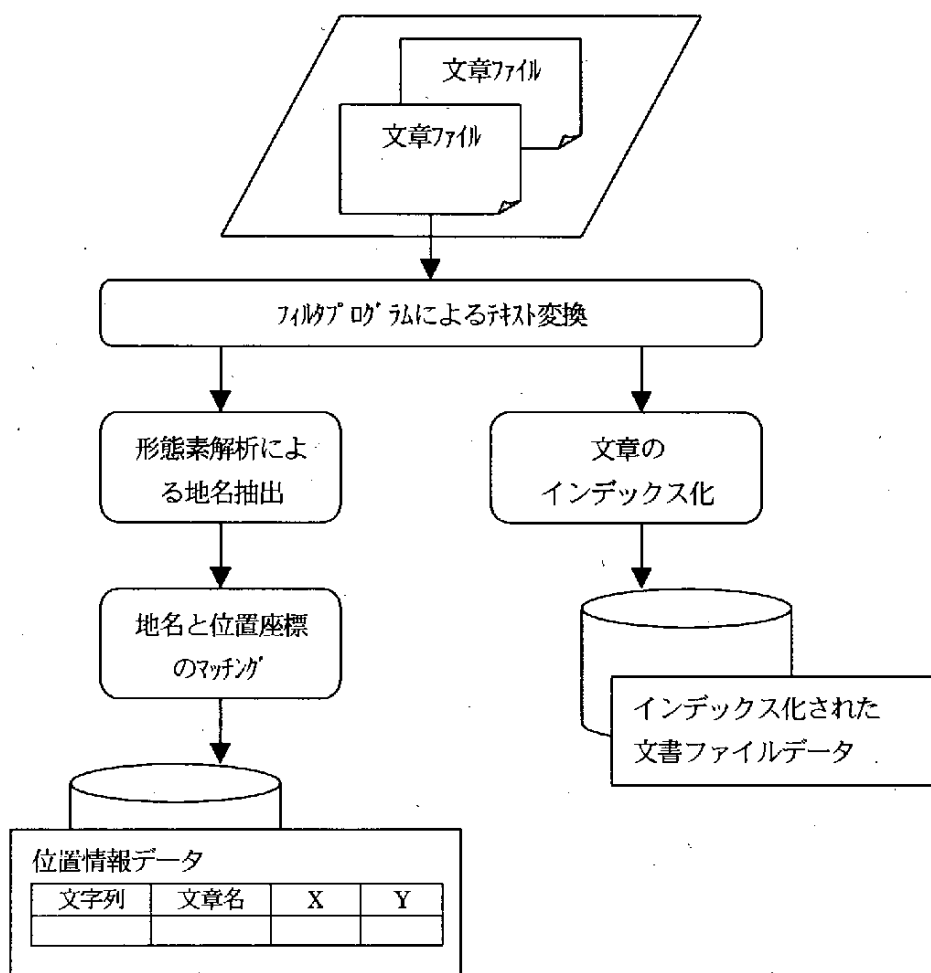 文章ファイル
文章ファイル
フィルタプログラムによるテキスト変換
形態素解析によ
る地名抽出
文章の
インデックス化
地名と位置座標
のマッチング
インデックス化された
文書ファイルデータ
位置情報データ
文字列 文章名 X Y